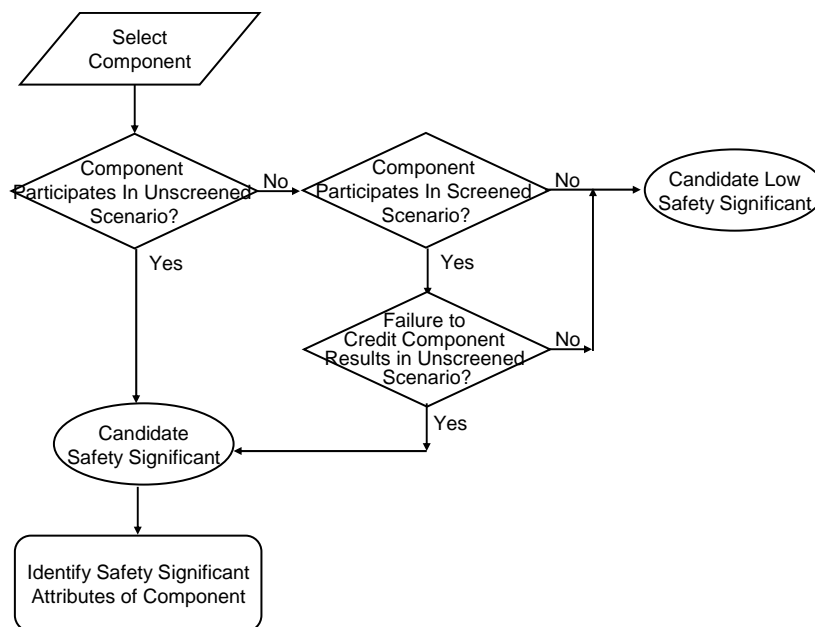 Select
Component
Component
Participates In Unscreened
Scenario?
No
Component
Participates In Screened
Scenario?
No
Candidate Low
Safety Significant
Yes
Yes
Failure to
Credit Component
Results in Unscreened
Scenario?
No
Yes
Candidate
Safety Significant
Identify Safety Significant
Attributes of Component